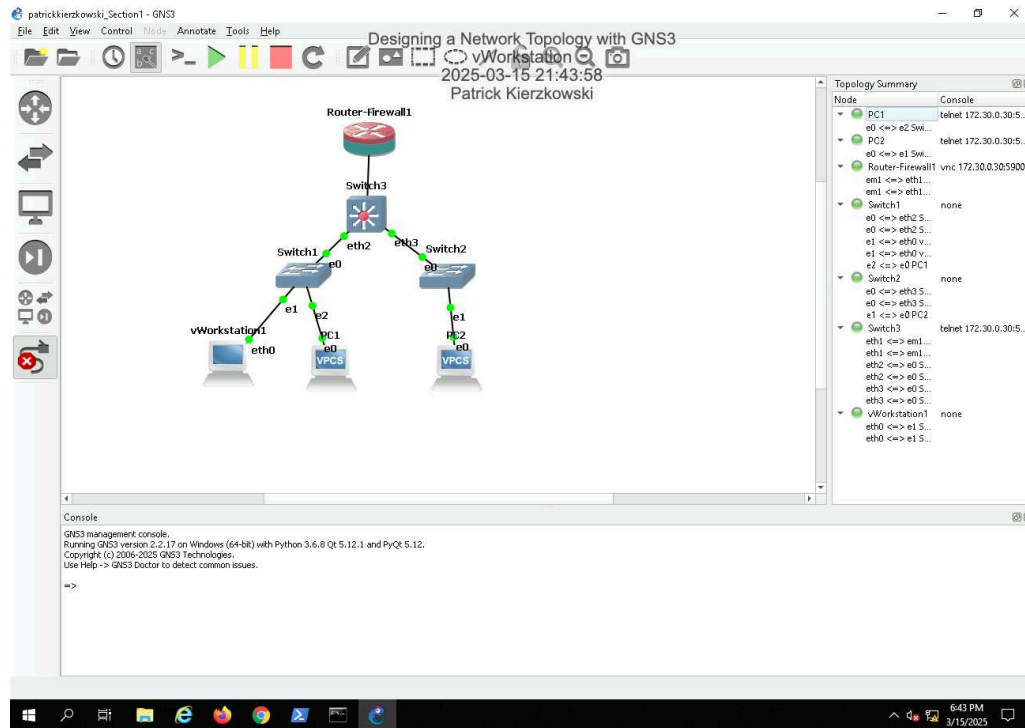 patrickkierzkowski_Section1 - GNS3
File Edit View Control Node Annotate Tools Help
Designing a Network Topology with GNS3
vWorkstation
2025-03-15 21:43:58
Patrick Kierzkowski
Router-Firewall1
Switch3
eth2
eth3
Switch1
e0
Switch2
e0
e1
e2
e1
vWorkstation1
eth0
PC1
e0
VPCS
PC2
e0
VPCS
Topology Summary
Node Console
PC1 telnet 172.30.0.30:5...
e0 <=> e2 Swi...
PC2 telnet 172.30.0.30:5...
e0 <=> e1 Swi...
Router-Firewall1 vnc 172.30.0.30:5900
em1 <=> eth1...
em1 <=> eth1...
Switch1 none
e0 <=> eth2 S...
e0 <=> eth2 S...
e1 <=> eth0 v...
e1 <=> eth0 v...
e2 <=> e0 PC1
Switch2 none
e0 <=> eth3 S...
e0 <=> eth3 S...
e1 <=> e0 PC2
Switch3 telnet 172.30.0.30:5...
eth1 <=> em1...
eth1 <=> em1...
eth2 <=> e0 S...
eth2 <=> e0 S...
eth3 <=> e0 S...
eth3 <=> e0 S...
vWorkstation1 none
eth0 <=> e1 S...
eth0 <=> e1 S...
Console
GNS3 management console.
Running GNS3 version 2.2.17 on Windows (64-bit) with Python 3.6.8 Qt 5.12.1 and PyQt 5.12.
Copyright (c) 2006-2025 GNS3 Technologies.
Use Help -> GNS3 Doctor to detect common issues.
=>
6:43 PM
3/15/2025